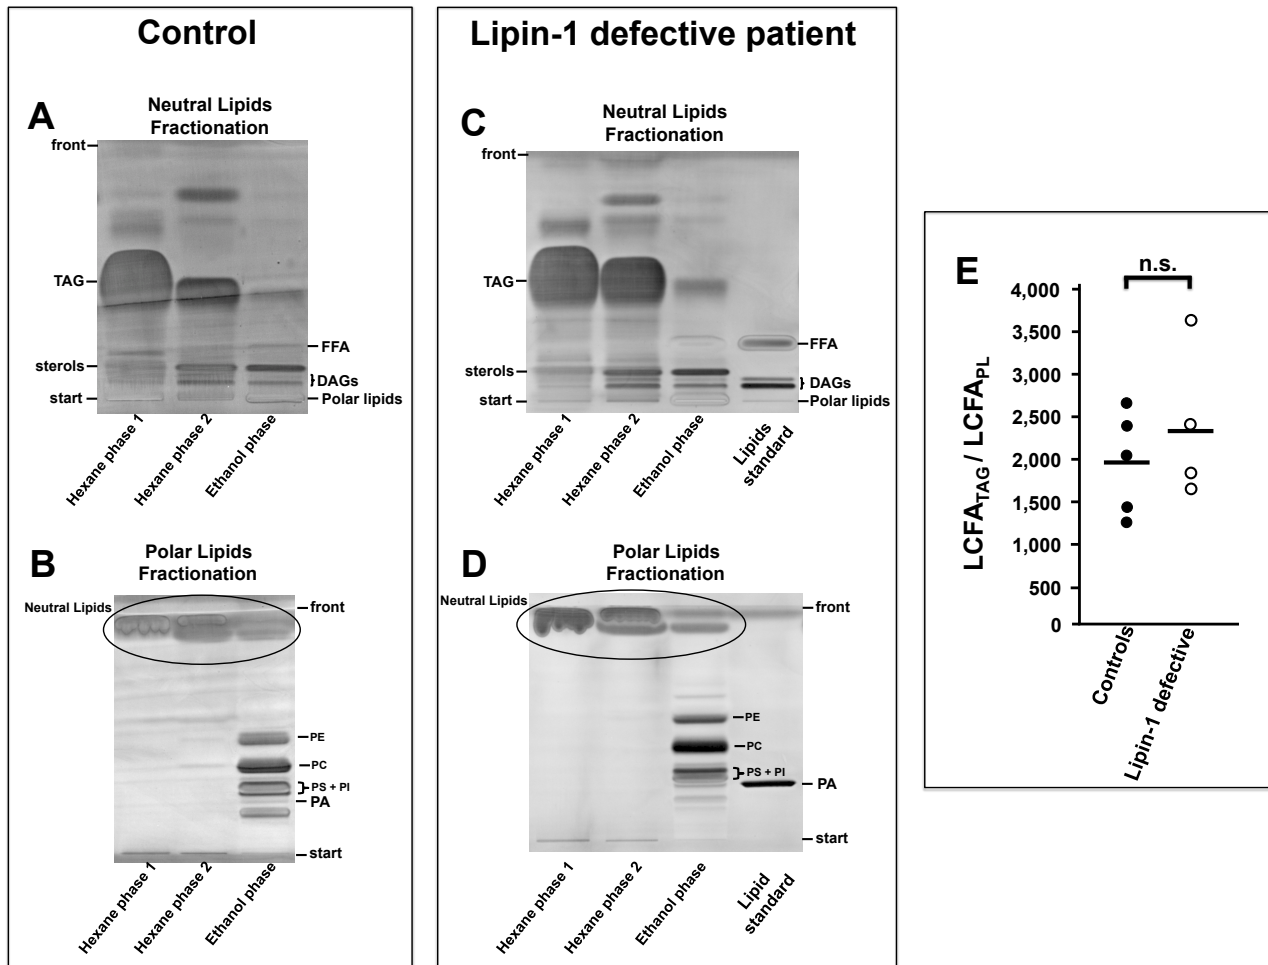 Control
A
Neutral Lipids
Fractionation
front
TAG
FFA
sterols
DAGs
start
Polar lipids
Hexane phase 1
Hexane phase 2
Ethanol phase
B
Polar Lipids
Fractionation
Neutral Lipids
front
PE
PC
PS + PI
PA
start
Hexane phase 1
Hexane phase 2
Ethanol phase
Lipin-1 defective patient
C
Neutral Lipids
Fractionation
front
TAG
FFA
sterols
DAGs
start
Polar lipids
Hexane phase 1
Hexane phase 2
Ethanol phase
Lipids
standard
D
Polar Lipids
Fractionation
Neutral Lipids
front
PE
PC
PS + PI
PA
start
Hexane phase 1
Hexane phase 2
Ethanol phase
Lipid
standard
E
n.s.
LCFATAG / LCFAPL
4,000
3,500
3,000
2,500
2,000
1,500
1,000
500
0
Controls
Lipin-1 defective